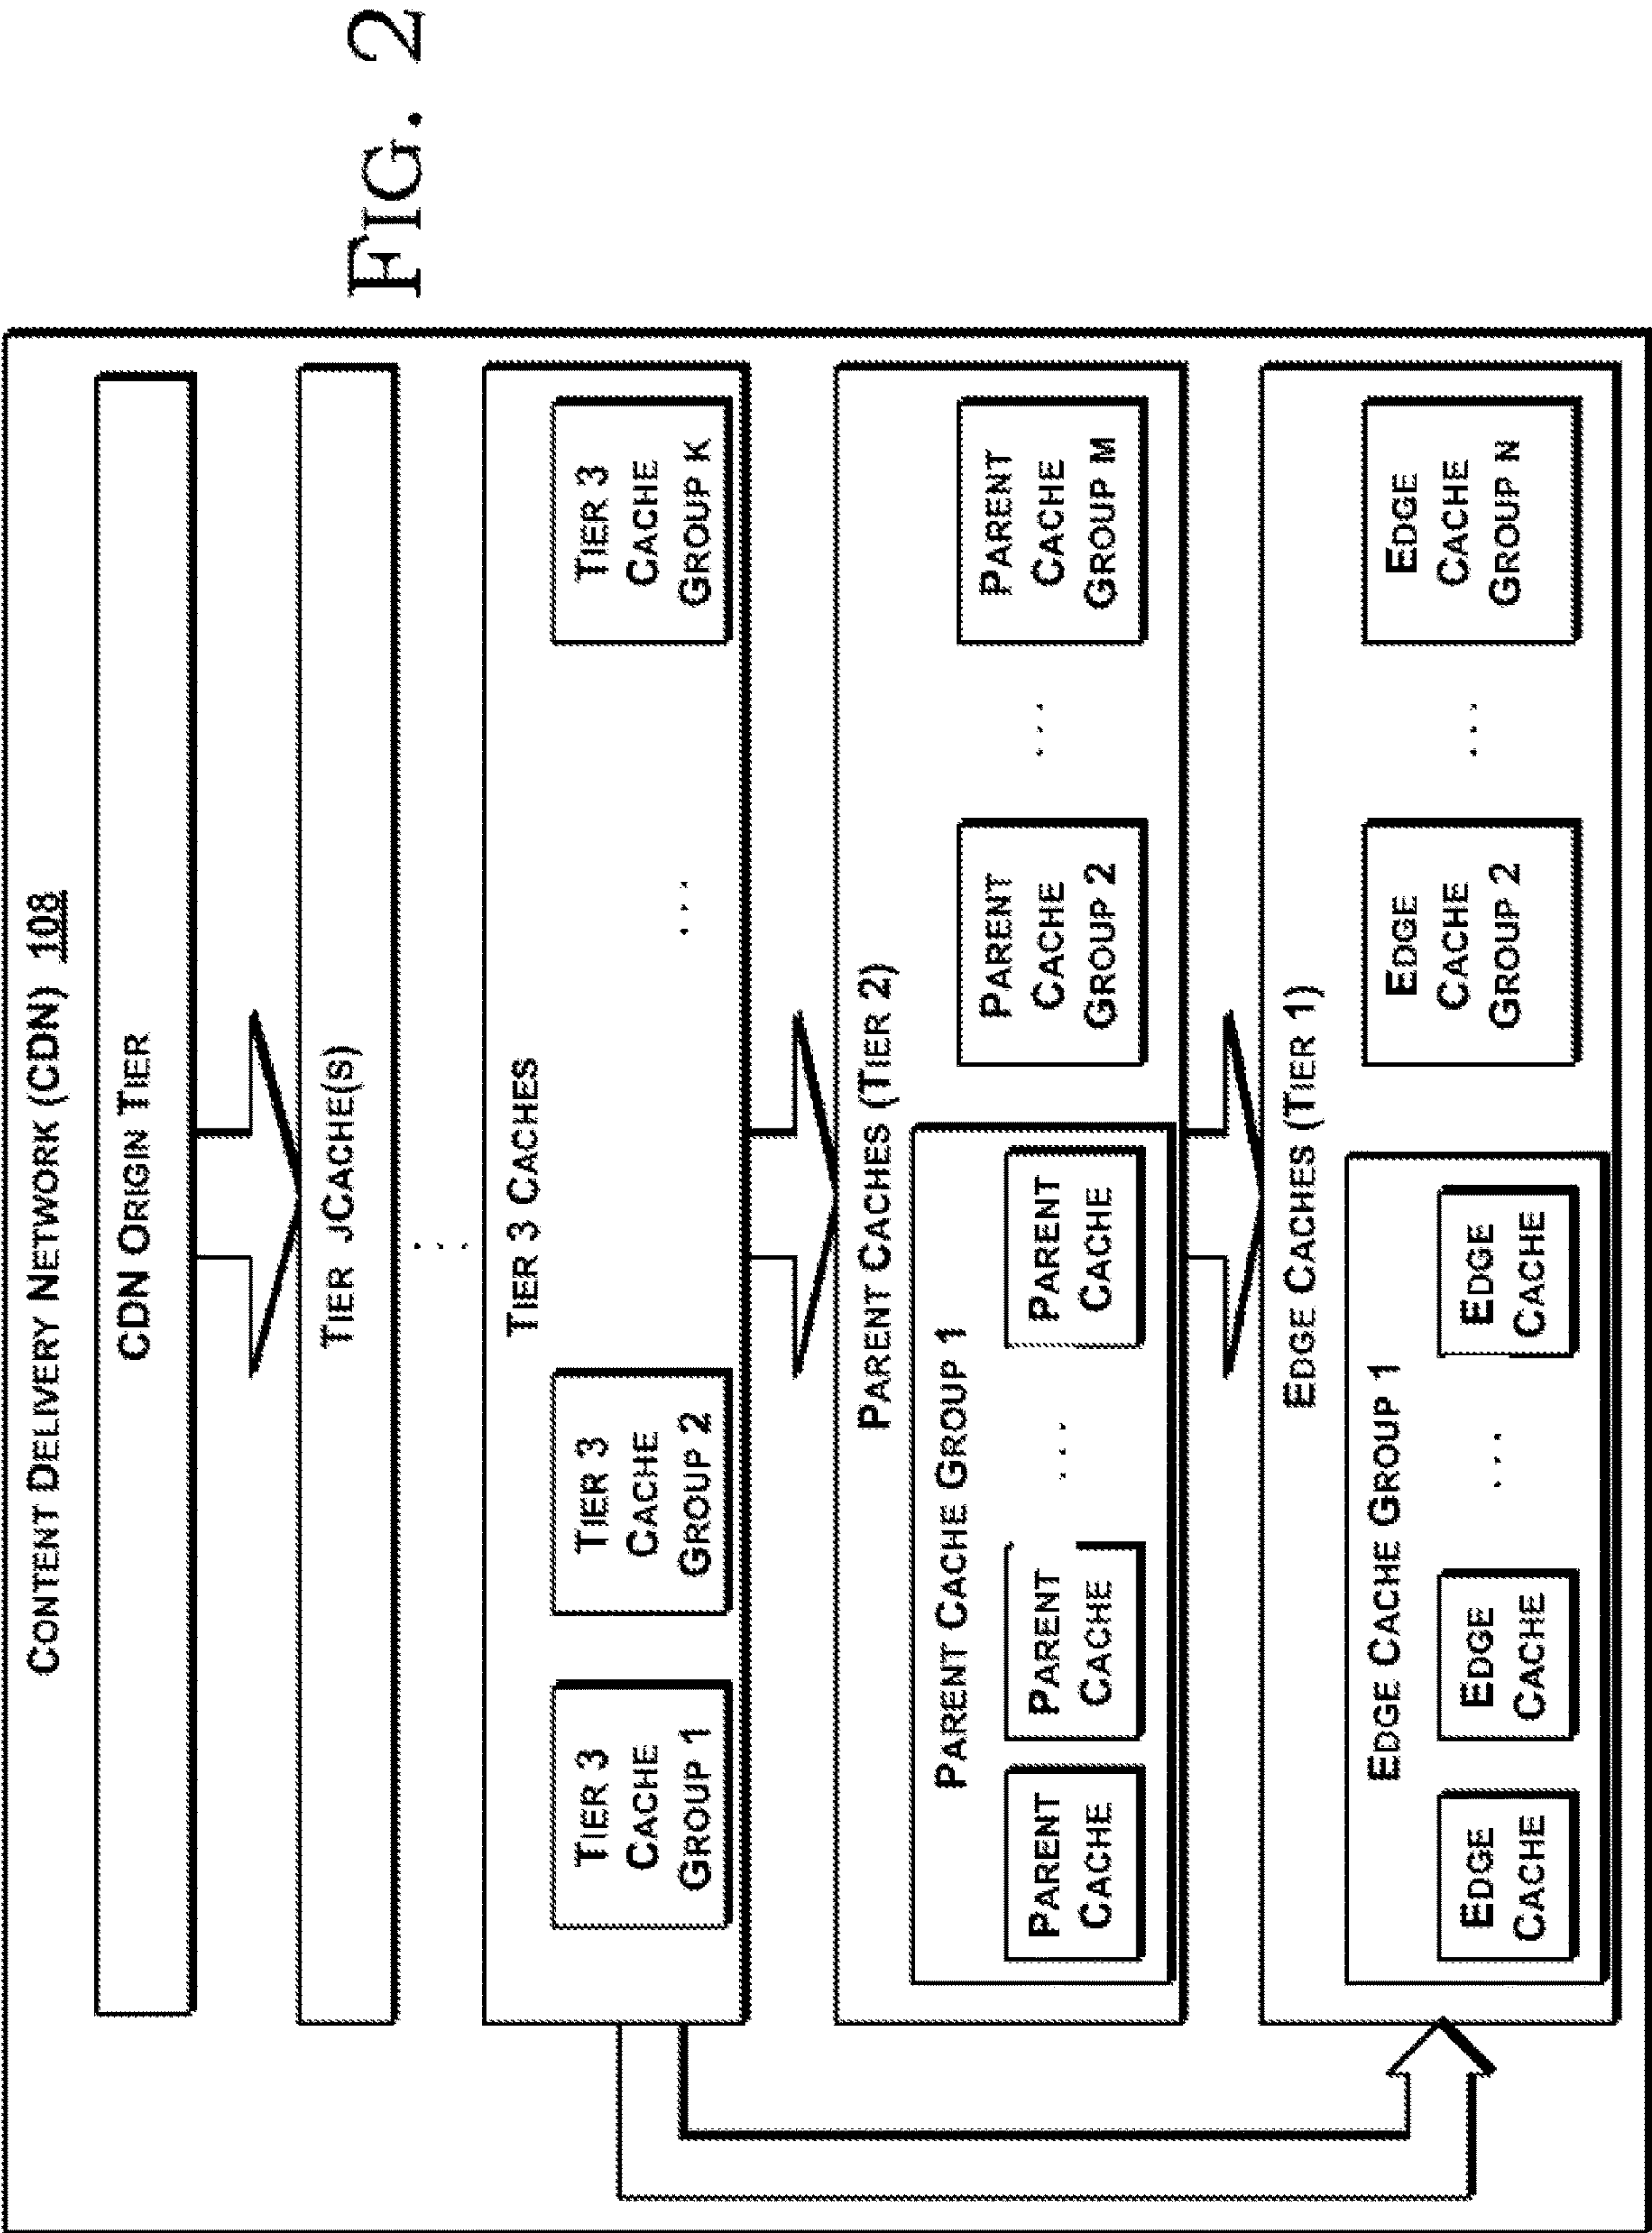 CONTENT DELIVERY NETWORK (CDN) 108
CDN ORIGIN TIER
TIER JCACHE(S)
...
TIER 3 CACHES
TIER 3
CACHE
GROUP 1
TIER 3
CACHE
GROUP 2
...
TIER 3
CACHE
GROUP K
PARENT CACHES (TIER 2)
PARENT CACHE GROUP 1
PARENT
CACHE
PARENT
CACHE
...
PARENT
CACHE
PARENT
CACHE
GROUP 2
...
PARENT
CACHE
GROUP M
EDGE CACHES (TIER 1)
EDGE CACHE GROUP 1
EDGE
CACHE
EDGE
CACHE
...
EDGE
CACHE
EDGE
CACHE
GROUP 2
...
EDGE
CACHE
GROUP N
FIG. 2